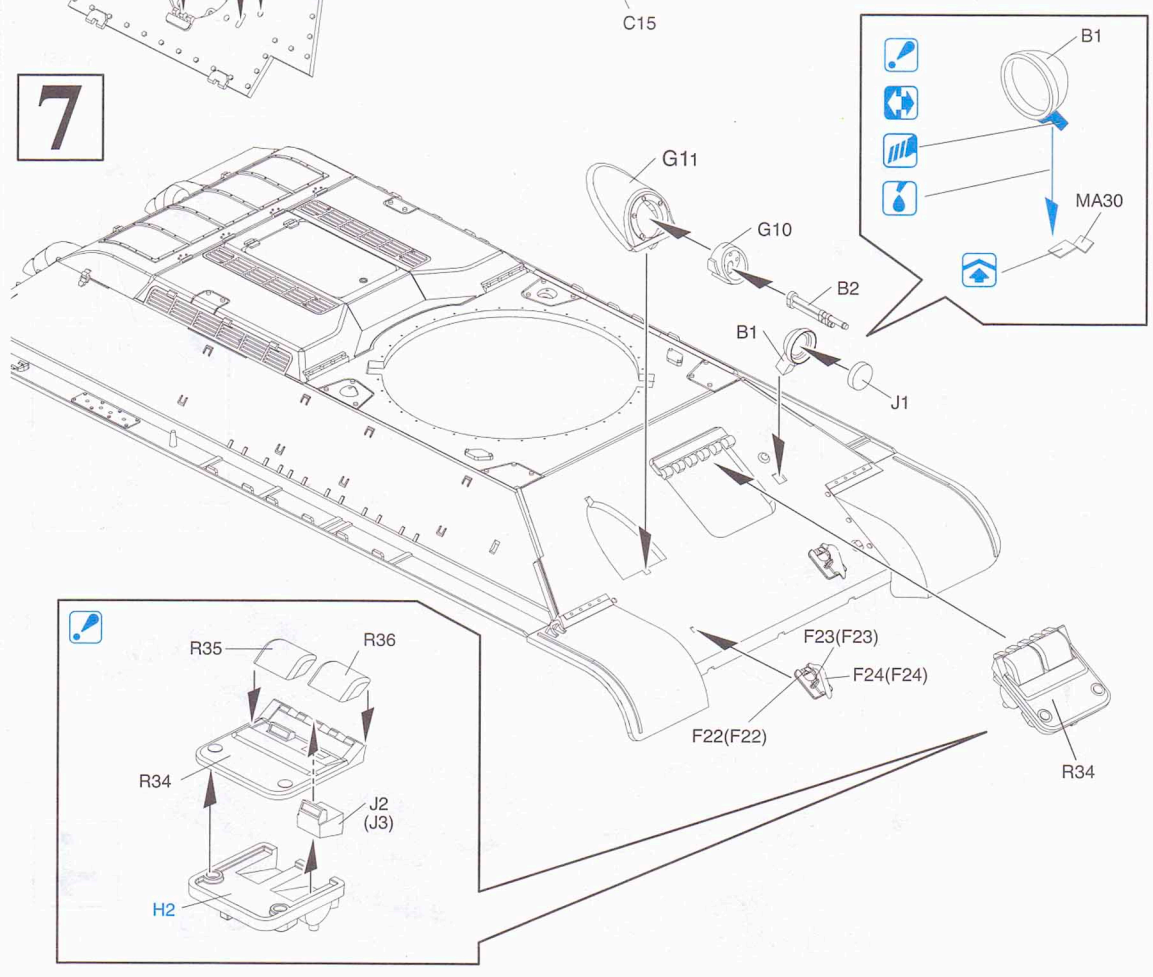 C15
7
B1
MA30
G11
G10
B2
B1
J1
F23(F23)
F24(F24)
F22(F22)
R34
R35
R36
R34
J2
(J3)
H2